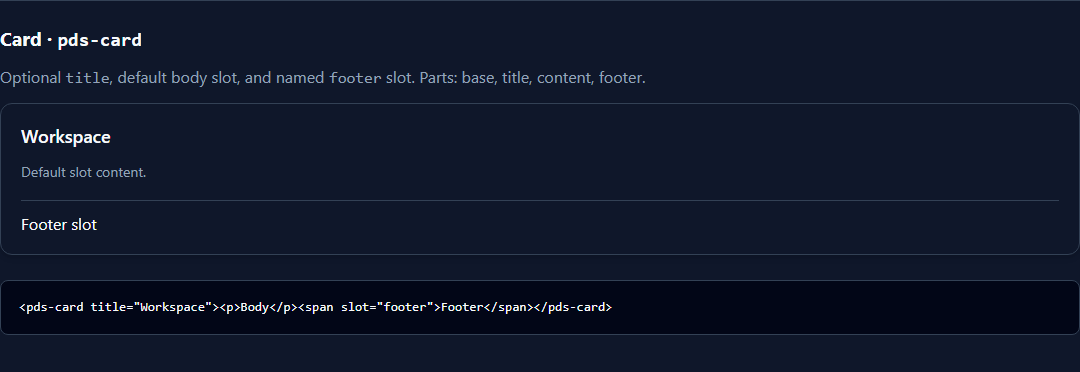 Card · pds-card
Optional title, default body slot, and named footer slot. Parts: base, title, content, footer.
Workspace
Default slot content.
Footer slot
<pds-card title="Workspace"><p>Body</p><span slot="footer">Footer</span></pds-card>